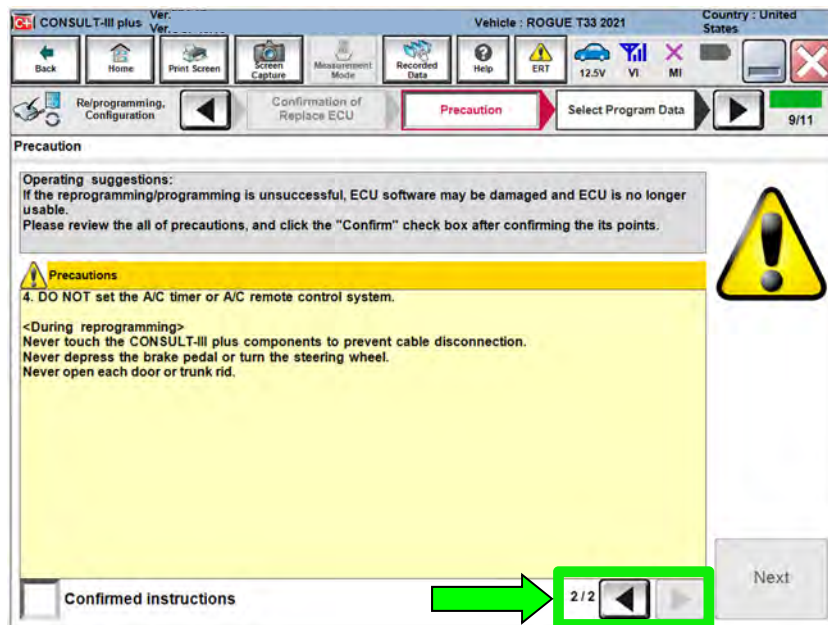 C+ CONSULT-III plus Ver.
Ver.
Vehicle : ROGUE T33 2021
Country : United
States
Back
Home
Print Screen
Screen
Capture
Measurement
Mode
Recorded
Data
Help
ERT
12.5V
VI
MI
Re/programming,
Configuration
Confirmation of
Replace ECU
Precaution
Select Program Data
9/11
Precaution
Operating suggestions:
If the reprogramming/programming is unsuccessful, ECU software may be damaged and ECU is no longer
usable.
Please review the all of precautions, and click the "Confirm" check box after confirming the its points.
Precautions
4. DO NOT set the A/C timer or A/C remote control system.
<During reprogramming>
Never touch the CONSULT-III plus components to prevent cable disconnection.
Never depress the brake pedal or turn the steering wheel.
Never open each door or trunk rid.
Confirmed instructions
2/2
Next